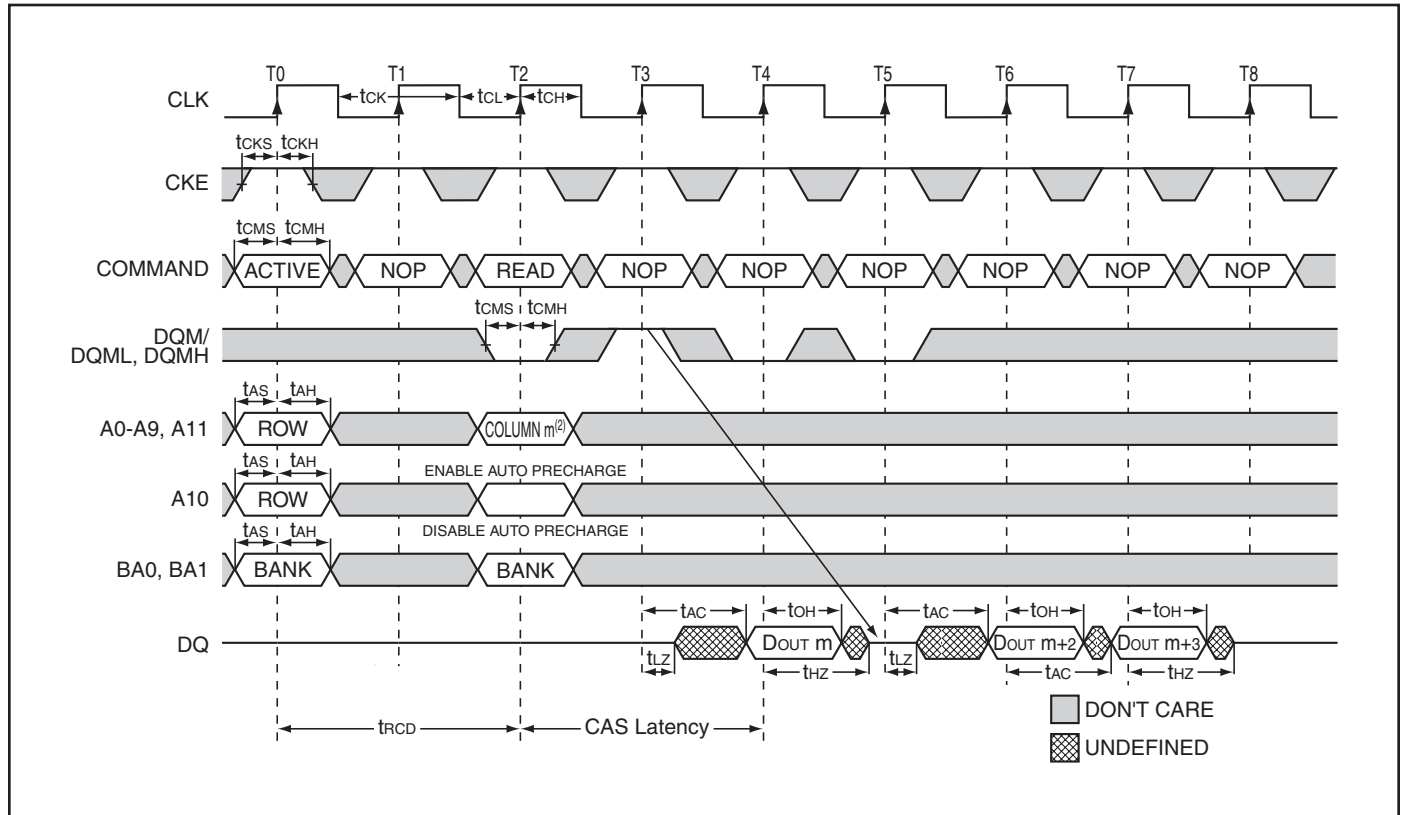 T0 T1 T2 T3 T4 T5 T6 T7 T8
CLK
tCK tCL tCH
tCKS tCKH
CKE
tCMS tCMH
COMMAND ACTIVE NOP READ NOP NOP NOP NOP NOP NOP
tCMS tCMH
DQM/
DQML, DQMH
tAS tAH
A0-A9, A11 ROW COLUMN m(2)
tAS tAH ENABLE AUTO PRECHARGE
A10 ROW
tAS tAH DISABLE AUTO PRECHARGE
BA0, BA1 BANK BANK
tAC tOH tAC tOH tOH
DQ DOUT m DOUT m+2 DOUT m+3
tLZ tHZ tLZ tAC tHZ
DON'T CARE
tRCD CAS Latency
UNDEFINED